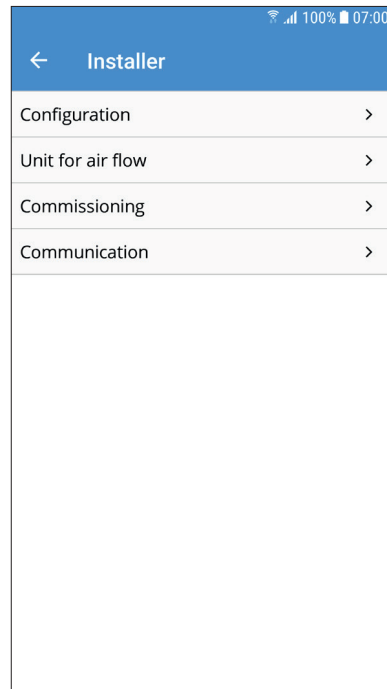 100% 07:00
Installer
Configuration
Unit for air flow
Commissioning
Communication